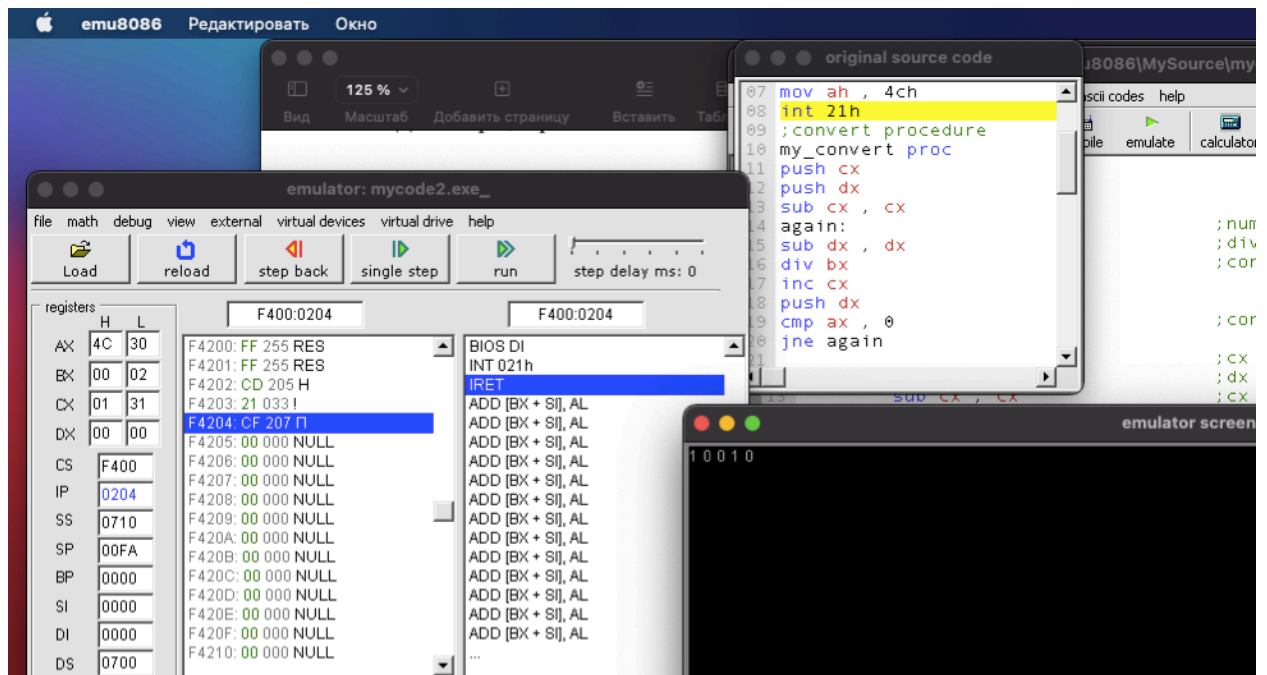 emu8086 Редактировать Окно
125 %
Вид Масштаб Добавить страницу Вставить Табл
original source code
07 mov ah , 4ch
08 int 21h
09 ;convert procedure
10 my_convert proc
11 push cx
12 push dx
13 sub cx , cx
14 again:
15 sub dx , dx
16 div bx
17 inc cx
18 push dx
19 cmp ax , 0
20 jne again
21
8086\MySource\my
ascii codes help
pile emulate calculator
;num
;div
;con
;con
;cx
;dx
;cx
15 sub cx , cx
emulator: mycode2.exe_
file math debug view external virtual devices virtual drive help
Load reload step back single step run step delay ms: 0
registers
H L
AX 4C 30
BX 00 02
CX 01 31
DX 00 00
CS F400
IP 0204
SS 0710
SP 00FA
BP 0000
SI 0000
DI 0000
DS 0700
F400:0204
F4200: FF 255 RES
F4201: FF 255 RES
F4202: CD 205 Н
F4203: 21 033 !
F4204: CF 207 П
F4205: 00 000 NULL
F4206: 00 000 NULL
F4207: 00 000 NULL
F4208: 00 000 NULL
F4209: 00 000 NULL
F420A: 00 000 NULL
F420B: 00 000 NULL
F420C: 00 000 NULL
F420D: 00 000 NULL
F420E: 00 000 NULL
F420F: 00 000 NULL
F4210: 00 000 NULL
F400:0204
BIOS DI
INT 021h
IRET
ADD [BX + SI], AL
ADD [BX + SI], AL
ADD [BX + SI], AL
ADD [BX + SI], AL
ADD [BX + SI], AL
ADD [BX + SI], AL
ADD [BX + SI], AL
ADD [BX + SI], AL
ADD [BX + SI], AL
ADD [BX + SI], AL
ADD [BX + SI], AL
ADD [BX + SI], AL
ADD [BX + SI], AL
...
emulator screen
10010